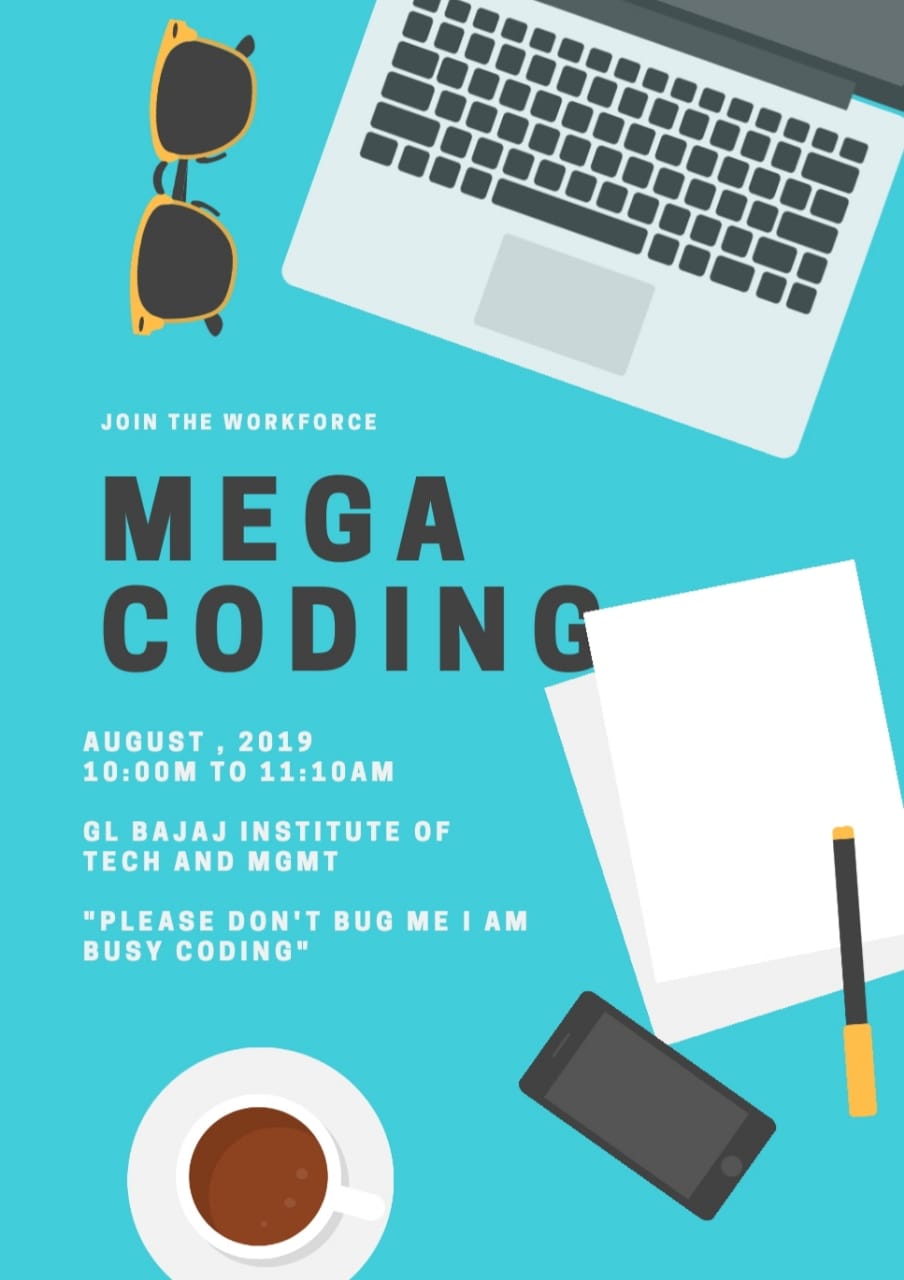 JOIN THE WORKFORCE
MEGA
CODING
AUGUST , 2019
10:00M TO 11:10AM
GL BAJAJ INSTITUTE OF
TECH AND MGMT
"PLEASE DON'T BUG ME I AM
BUSY CODING"